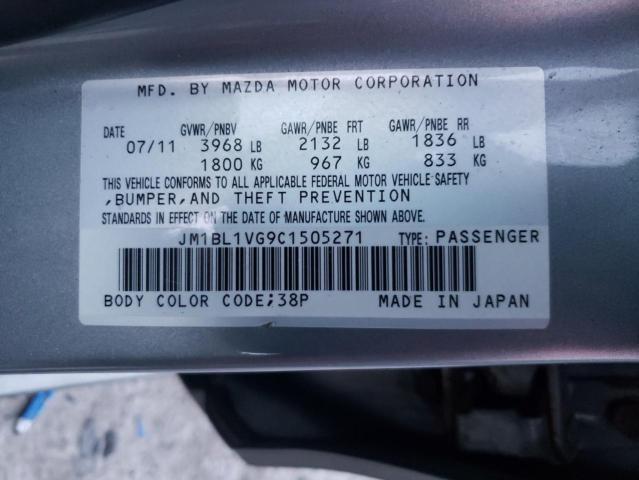 MFD. BY MAZDA MOTOR CORPORATION
DATE GVWR/PNBV GAWR/PNBE FRT GAWR/PNBE RR
07/11 3968 LB 2132 LB 1836 LB
1800 KG 967 KG 833 KG
THIS VEHICLE CONFORMS TO ALL APPLICABLE FEDERAL MOTOR VEHICLE SAFETY
,BUMPER,AND THEFT PREVENTION
STANDARDS IN EFFECT ON THE DATE OF MANUFACTURE SHOWN ABOVE.
JM1BL1VG9C1505271 TYPE: PASSENGER
BODY COLOR CODE;38P MADE IN JAPAN